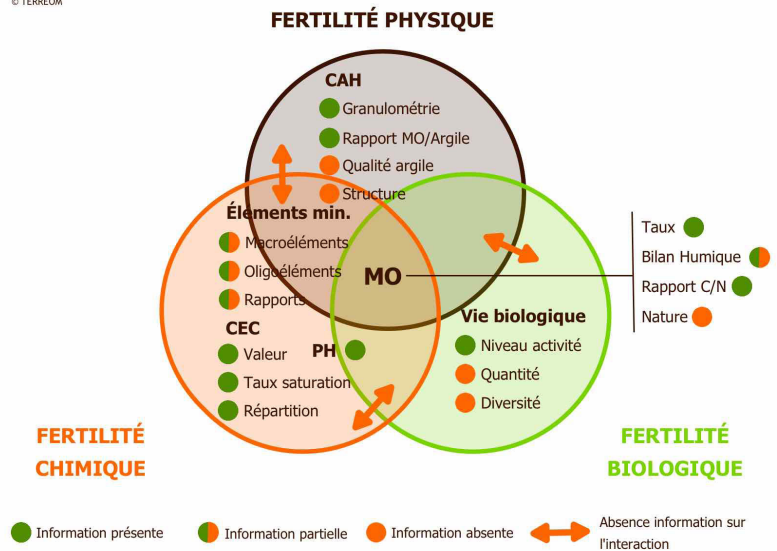 © TERREOM
FERTILITÉ PHYSIQUE
CAH
Granulométrie
Rapport MO/Argile
Qualité argile
Structure
Éléments min.
Macroéléments
Oligoéléments
Rapports
CEC
Valeur
Taux saturation
Répartition
PH
MO
Taux
Bilan Humique
Rapport C/N
Nature
Vie biologique
Niveau activité
Quantité
Diversité
FERTILITÉ
CHIMIQUE
FERTILITÉ
BIOLOGIQUE
Information présente
Information partielle
Information absente
Absence information sur
l'interaction